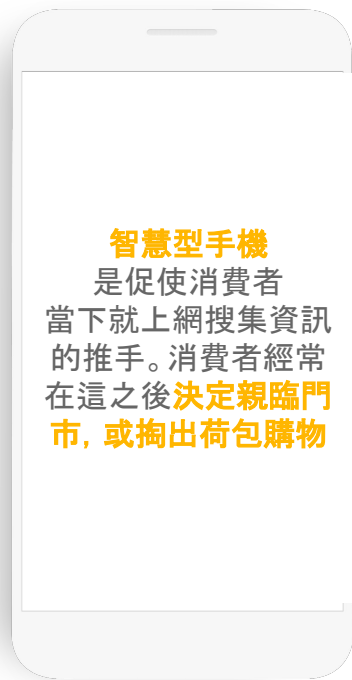 智慧型手機
是促使消費者
當下就上網搜集資訊
的推手。消費者經常
在這之後決定親臨門
市, 或掏出荷包購物